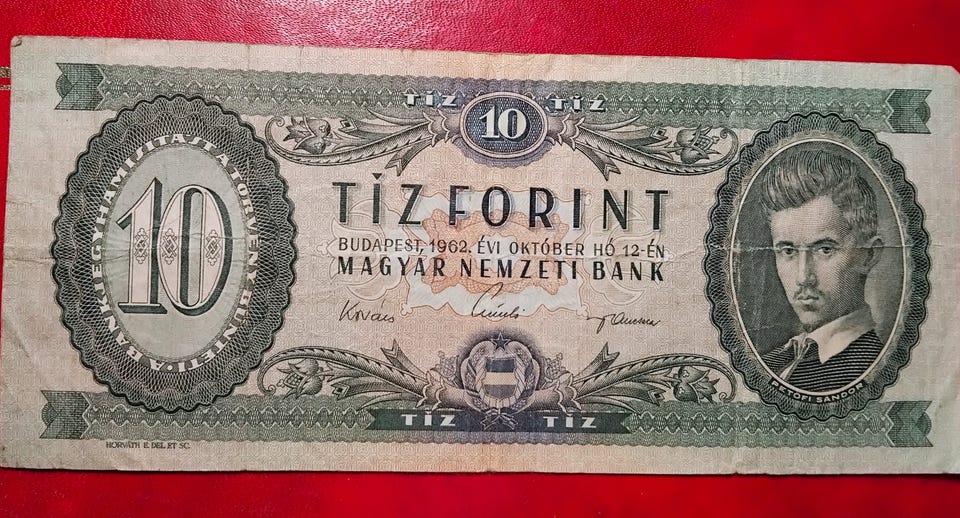 TÍZ TÍZ
10
TÍZ FORINT
BUDAPEST, 1962. ÉVI OKTÓBER HÓ 12-ÉN
MAGYAR NEMZETI BANK
Kovács
A BANKJEGYHAMISÍTÁST A TÖRVÉNY BÜNTETI •
10
PETŐFI SÁNDOR
TÍZ TÍZ
HORVÁTH E. DEL. ET SC.